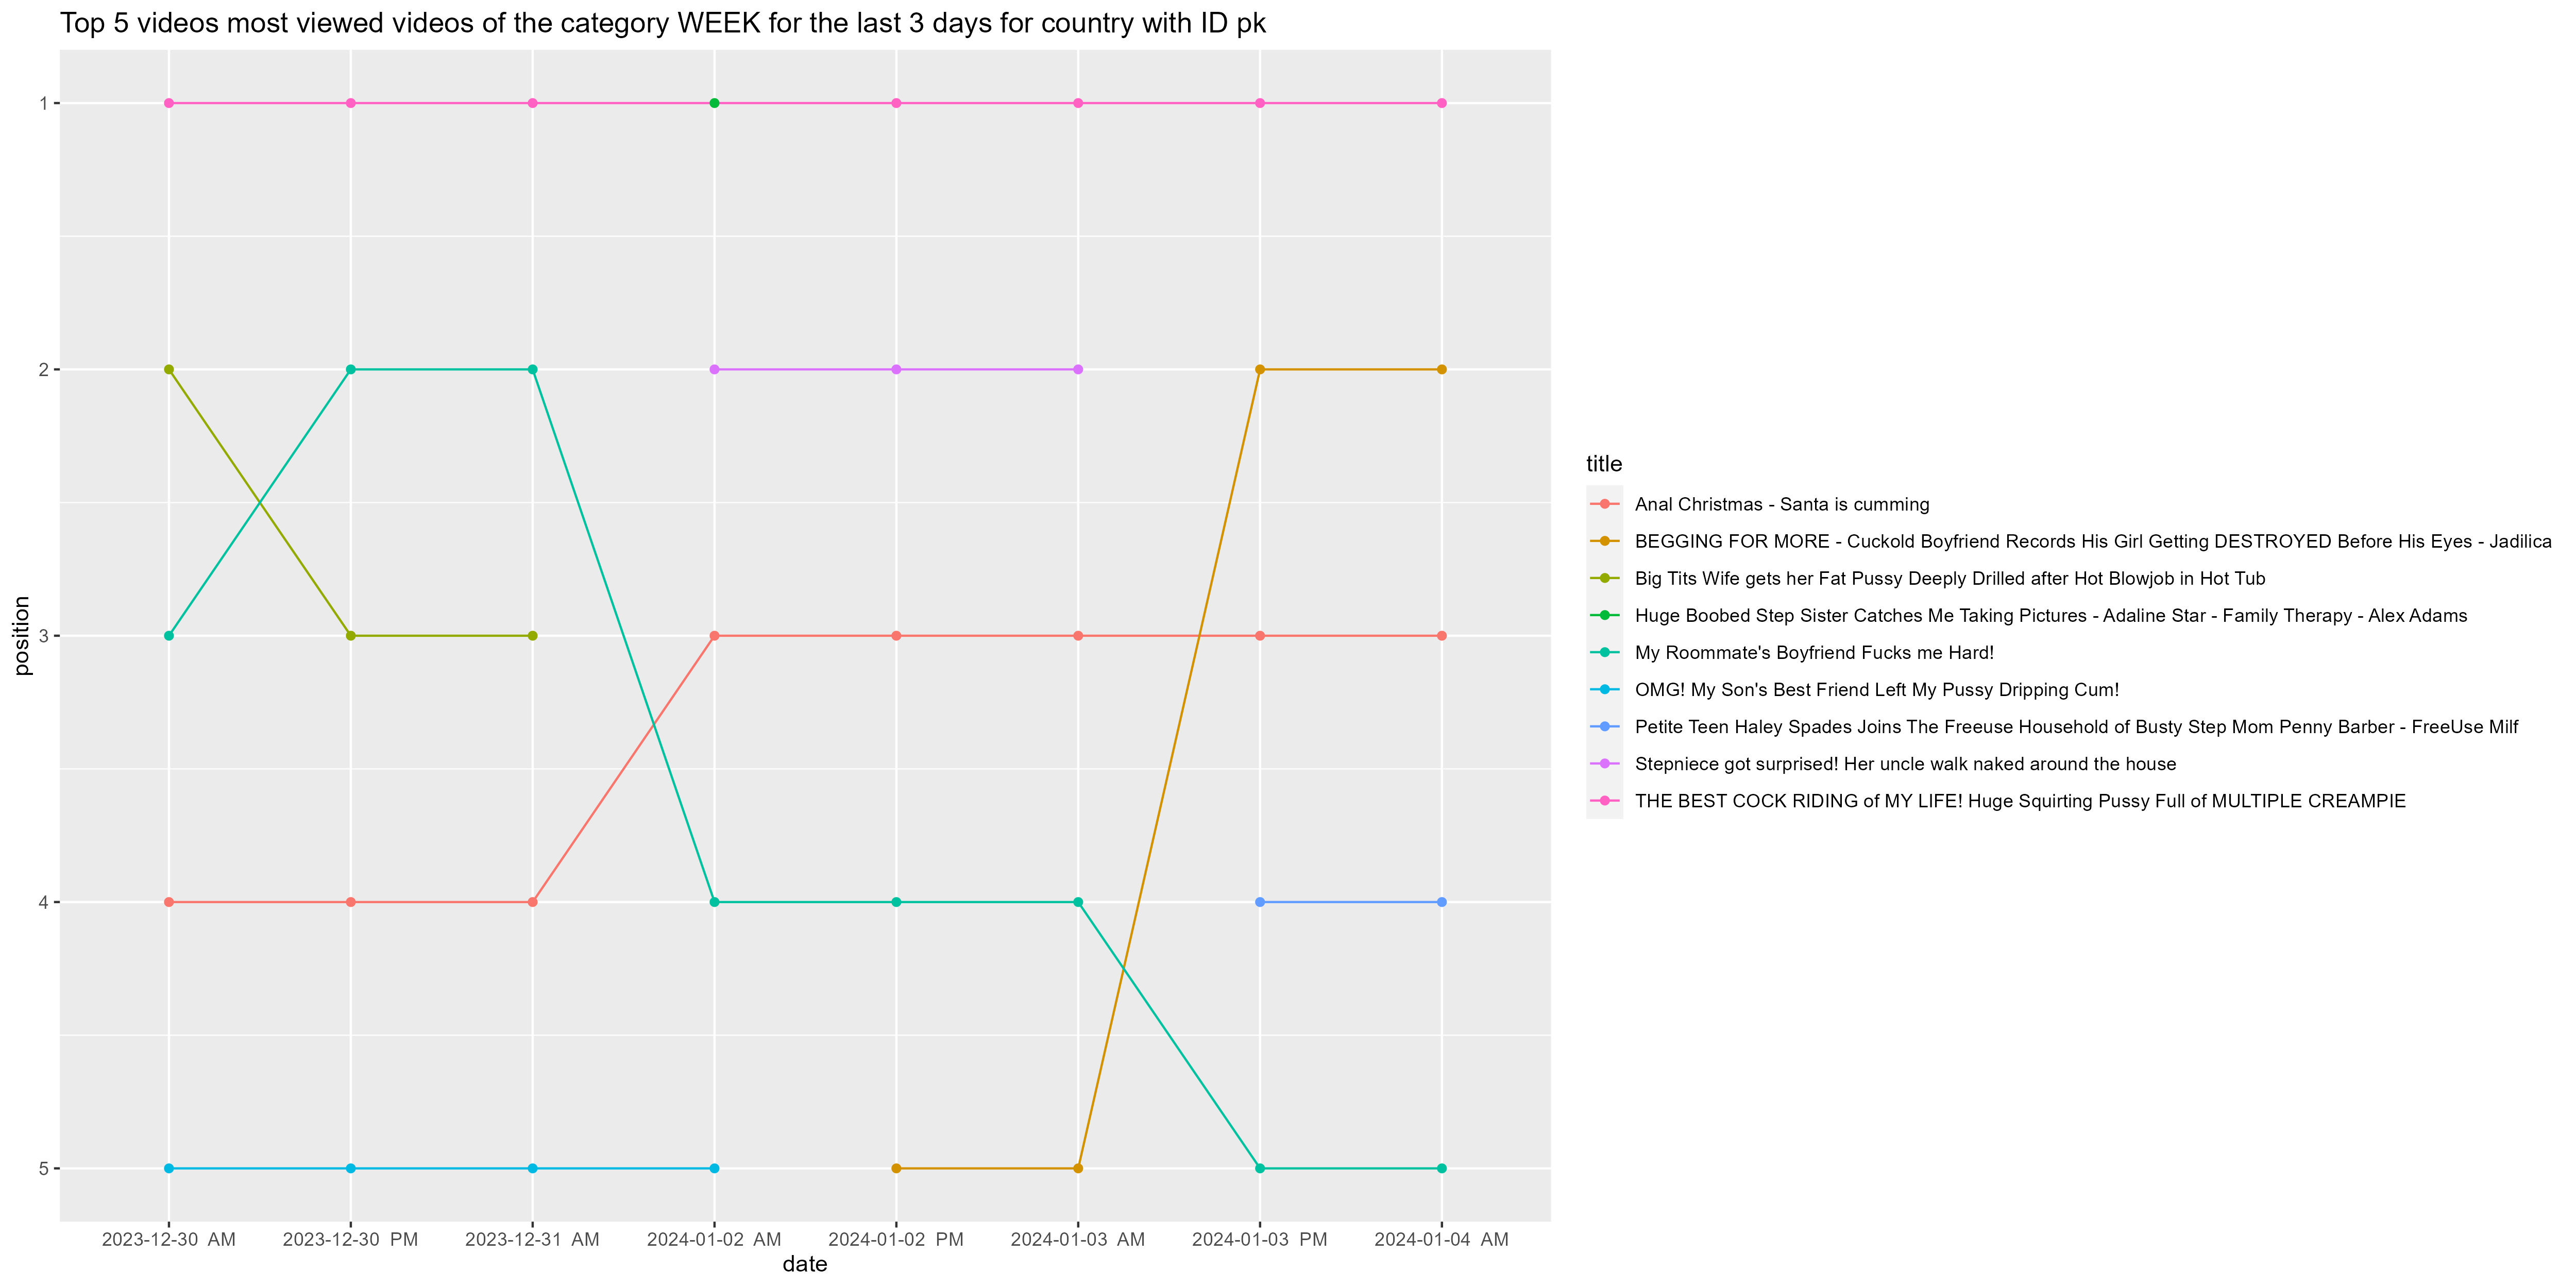 Top 5 videos most viewed videos of the category WEEK for the last 3 days for country with ID pk
position
1
2
3
4
5
2023-12-30 AM
2023-12-30 PM
2023-12-31 AM
2024-01-02 AM
2024-01-02 PM
2024-01-03 AM
2024-01-03 PM
2024-01-04 AM
date
title
Anal Christmas - Santa is cumming
BEGGING FOR MORE - Cuckold Boyfriend Records His Girl Getting DESTROYED Before His Eyes - Jadilica
Big Tits Wife gets her Fat Pussy Deeply Drilled after Hot Blowjob in Hot Tub
Huge Boobed Step Sister Catches Me Taking Pictures - Adaline Star - Family Therapy - Alex Adams
My Roommate's Boyfriend Fucks me Hard!
OMG! My Son's Best Friend Left My Pussy Dripping Cum!
Petite Teen Haley Spades Joins The Freeuse Household of Busty Step Mom Penny Barber - FreeUse Milf
Stepniece got surprised! Her uncle walk naked around the house
THE BEST COCK RIDING of MY LIFE! Huge Squirting Pussy Full of MULTIPLE CREAMPIE